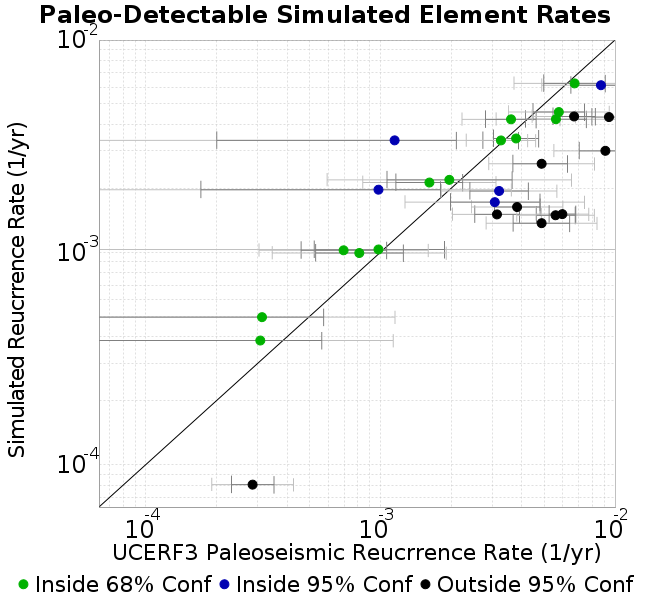 Paleo-Detectable Simulated Element Rates
10-2
10-3
10-4
Simulated Reucrrence Rate (1/yr)
10-4 10-3 10-2
UCERF3 Paleoseismic Reucrrence Rate (1/yr)
Inside 68% Conf Inside 95% Conf Outside 95% Conf